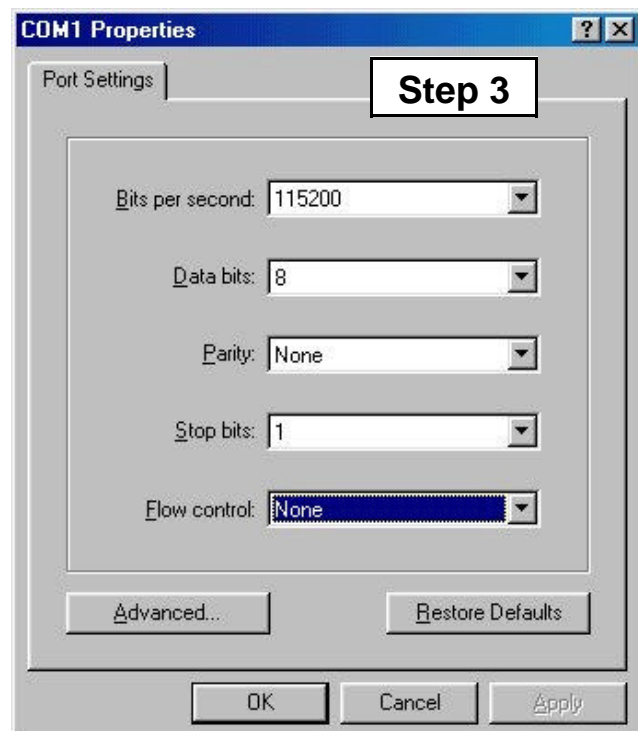 COM1 Properties
Port Settings
Step 3
Bits per second: 115200
Data bits: 8
Parity: None
Stop bits: 1
Flow control: None
Advanced...
Restore Defaults
OK
Cancel
Apply